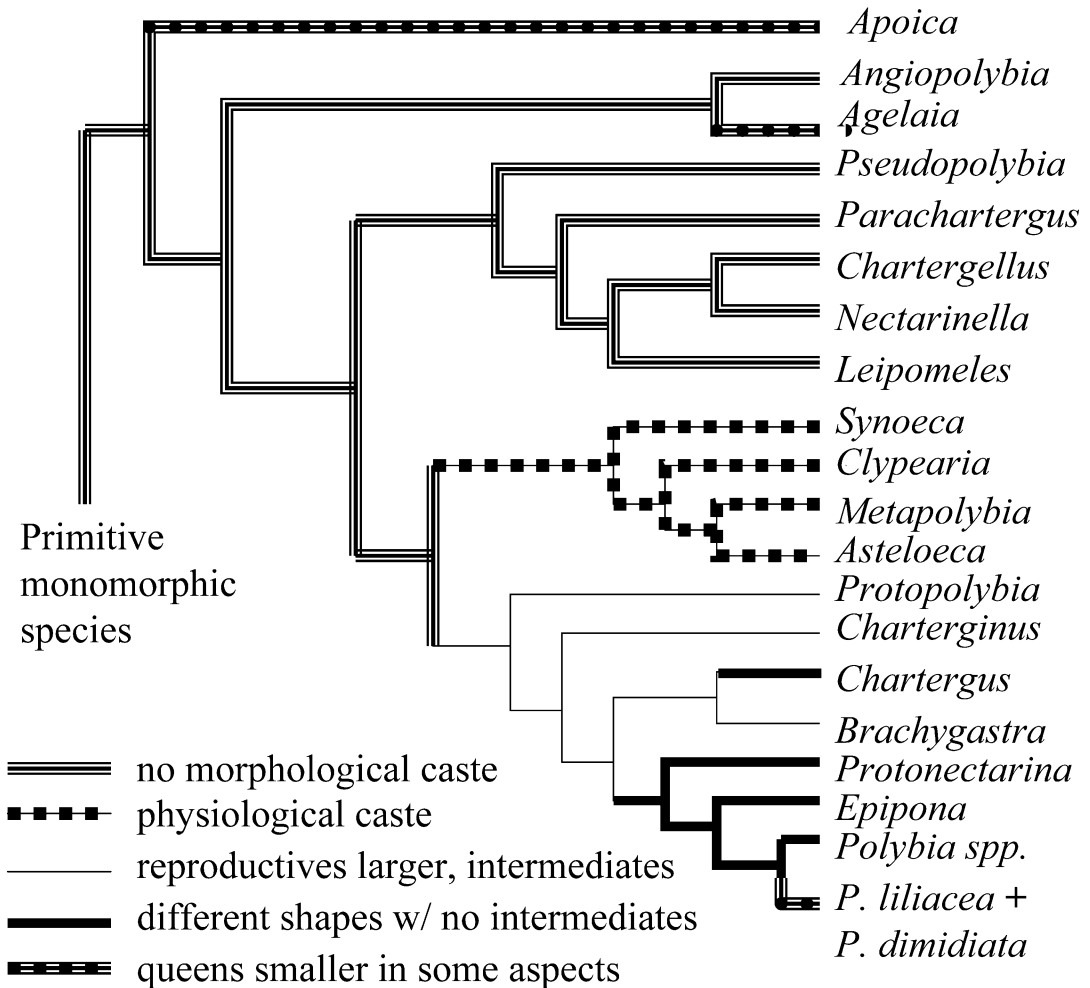 Apoica
Angiopolybia
Agelaia
Pseudopolybia
Parachartergus
Chartergellus
Nectarinella
Leipomeles
Synoeca
Clypearia
Metapolybia
Asteloeca
Primitive
monomorphic
species
Protopolybia
Charterginus
Chartergus
Brachygastra
Protonectarina
Epipona
Polybia spp.
P. liliacea +
P. dimidiata
no morphological caste
physiological caste
reproductives larger, intermediates
different shapes w/ no intermediates
queens smaller in some aspects